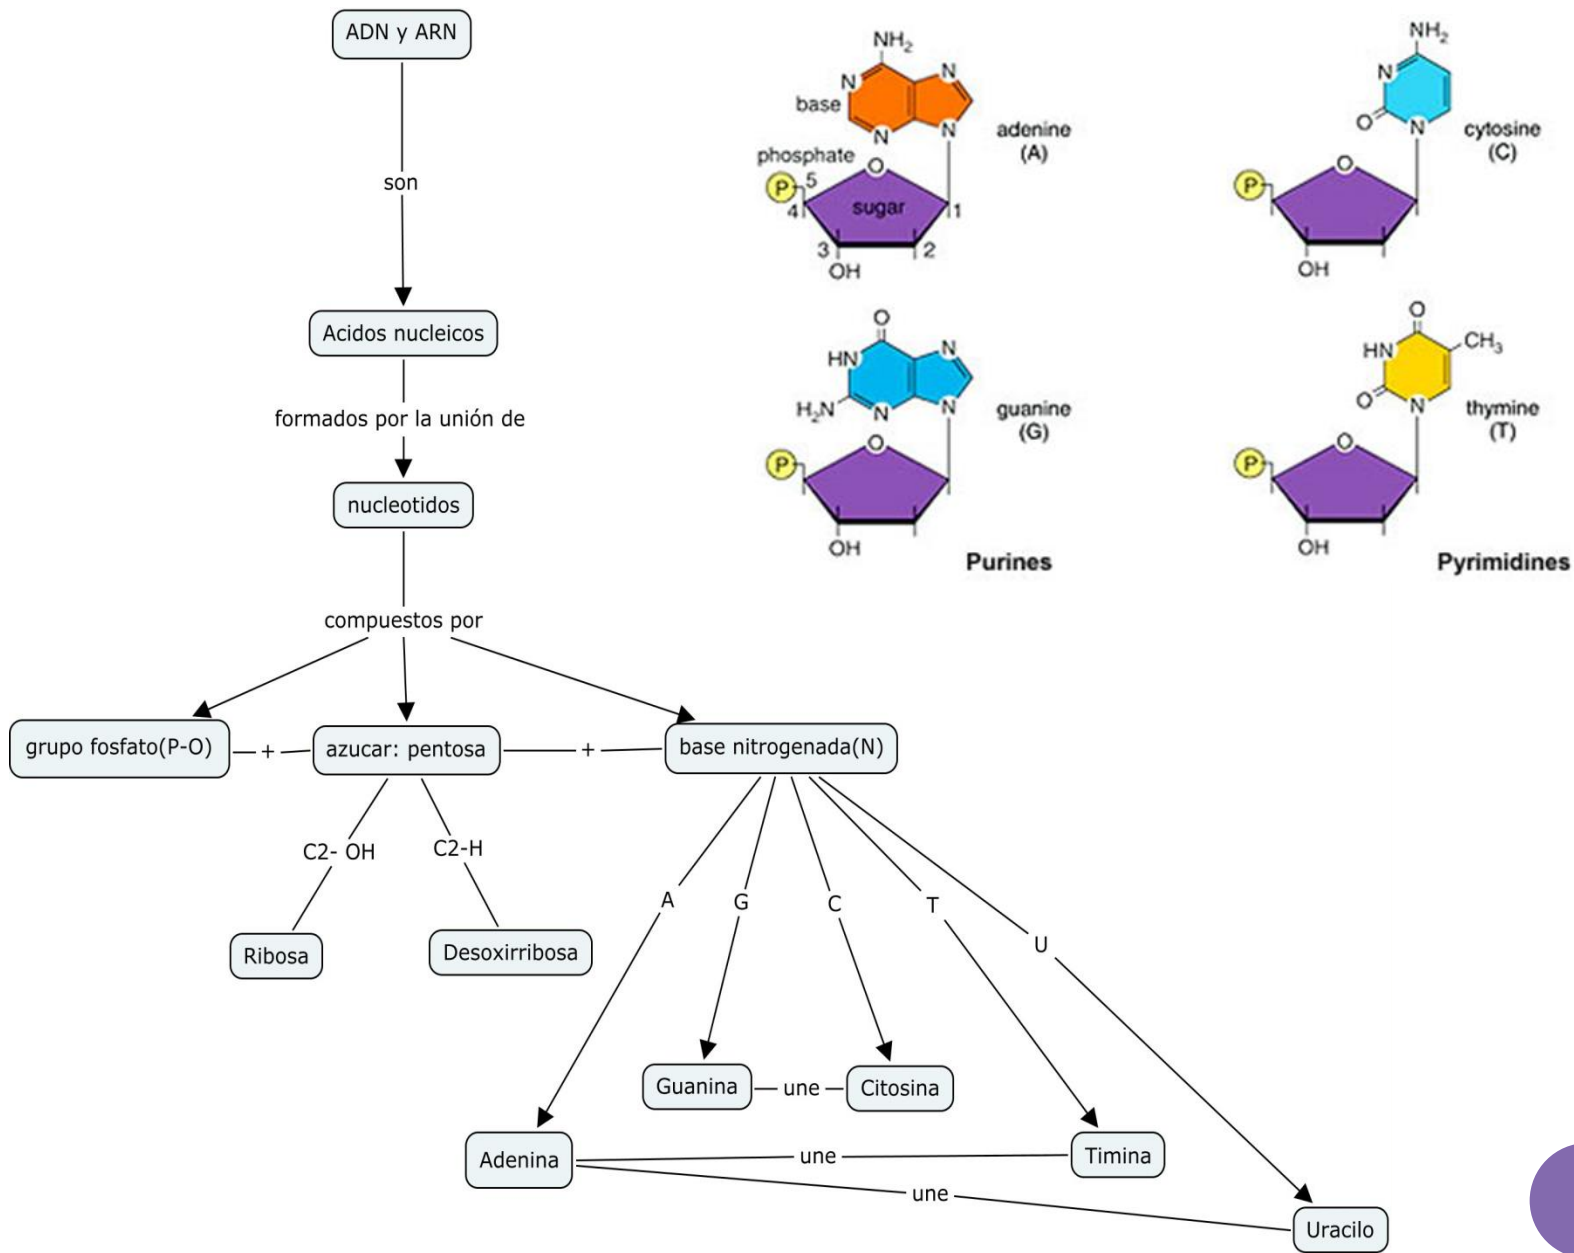 ADN y ARN
son
Acidos nucleicos
formados por la unión de
nucleotidos
compuestos por
grupo fosfato(P-O)
+
azucar: pentosa
+
base nitrogenada(N)
C2- OH
C2-H
Ribosa
Desoxirribosa
A
G
C
T
U
Guanina
une
Citosina
Adenina
une
Timina
une
Uracilo
NH₂
N
N
base
N
N
adenine
(A)
phosphate
O
P
5
4
sugar
1
3
2
OH
NH₂
N
O
N
cytosine
(C)
O
P
OH
O
HN
N
H₂N
N
N
guanine
(G)
O
P
OH
Purines
O
HN
CH₃
O
N
thymine
(T)
O
P
OH
Pyrimidines